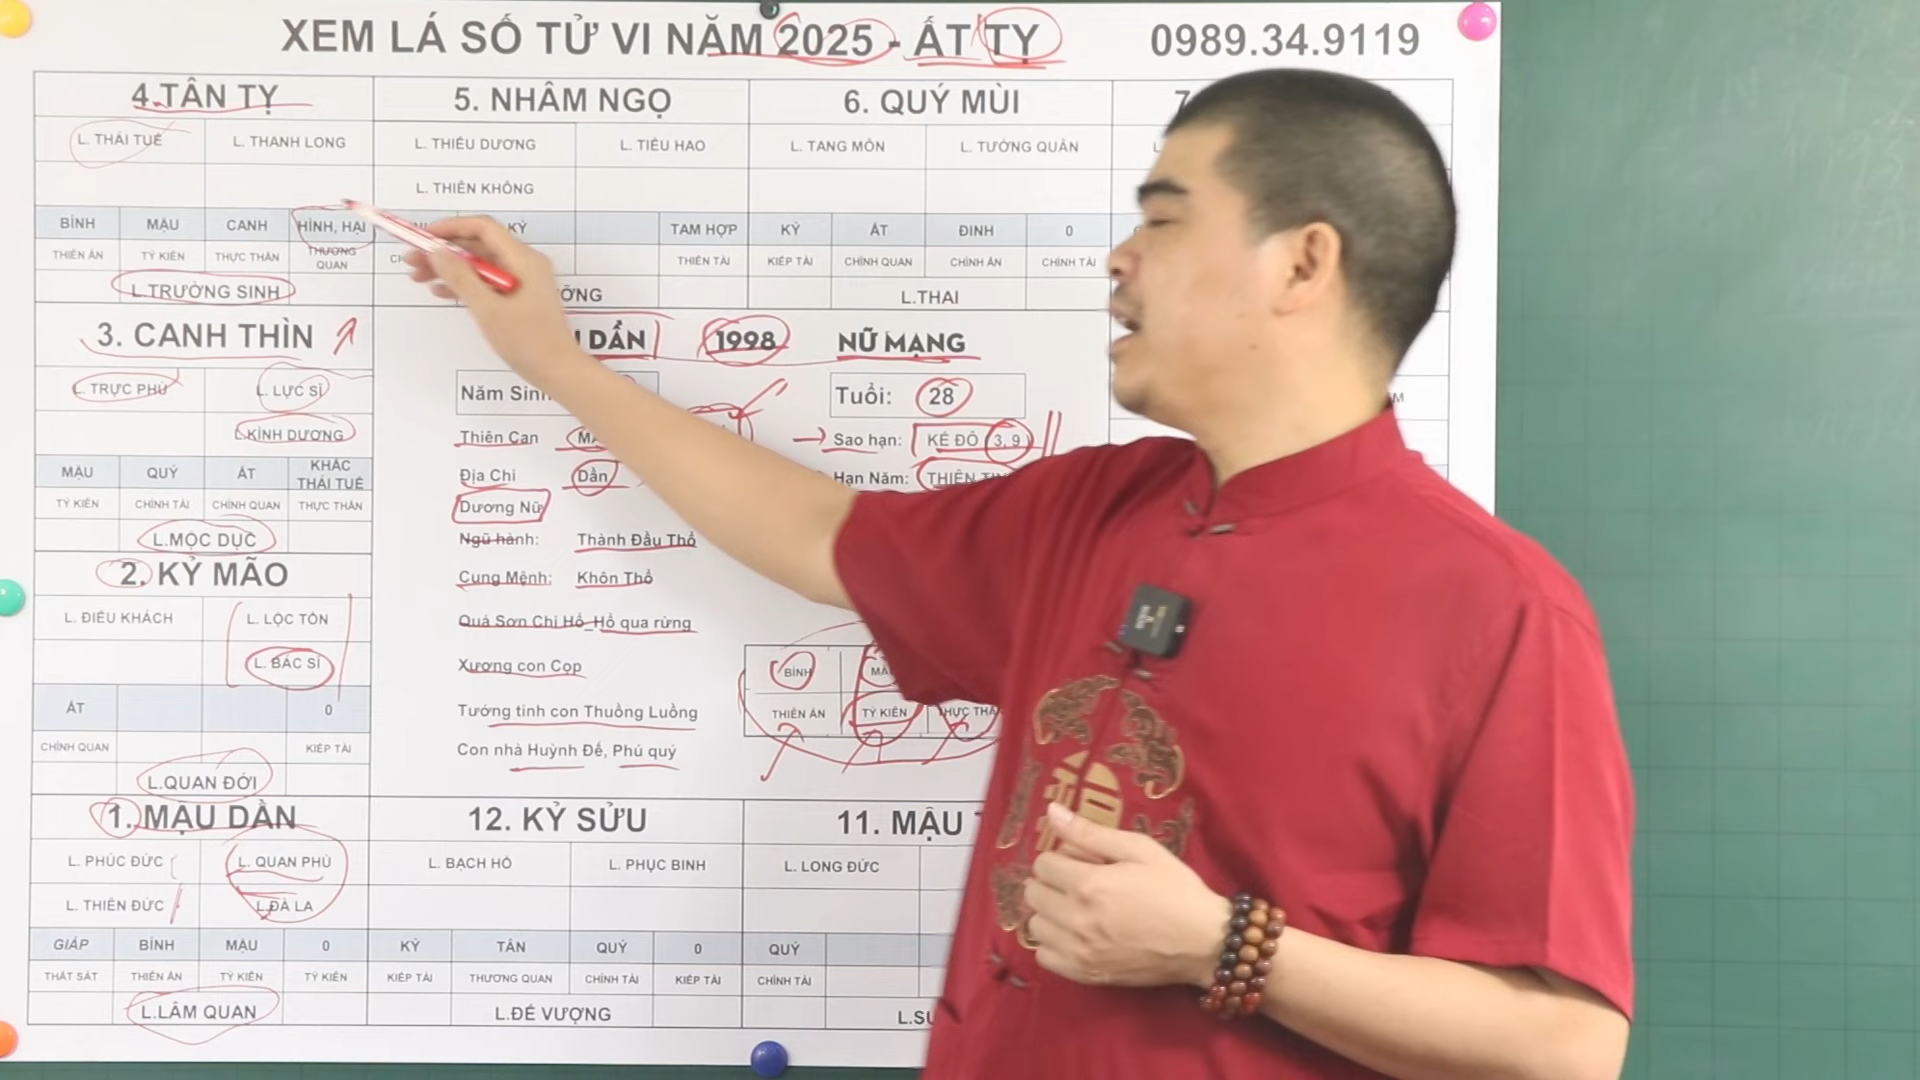 XEM LÁ SỐ TỬ VI NĂM 2025 - ẤT TỴ 0989.34.9119
4.TÂN TỴ 5. NHÂM NGỌ 6. QUÝ MÙI 7
L. THÁI TUẾ L. THANH LONG L. THIẾU DƯƠNG L. TIỂU HAO L. TANG MÔN L. TƯỚNG QUÂN
L. THIÊN KHÔNG
BÍNH MẬU CANH HÌNH, HẠI KỶ TAM HỢP KỶ ẤT ĐINH 0
THIÊN ẤN TỶ KIÊN THỰC THẦN THƯƠNG QUAN THIÊN TÀI KIẾP TÀI CHÍNH QUAN CHÍNH ẤN CHÍNH TÀI
L.TRƯỜNG SINH L.THAI
3. CANH THÌN DẦN 1998 NỮ MẠNG
L. TRỰC PHÙ L. LỰC SĨ Năm Sinh Tuổi: 28
L.KÌNH DƯƠNG Thiên Can Sao hạn: KẾ ĐÔ (3, 9)
MẬU QUÝ ẤT KHẮC THÁI TUẾ Địa Chi Dần Hạn Năm: THIÊN
TỶ KIÊN CHÍNH TÀI CHÍNH QUAN THỰC THẦN Dương Nữ
L.MỘC DỤC Ngũ hành: Thành Đầu Thổ
2. KỶ MÃO Cung Mệnh: Khôn Thổ
L. ĐIẾU KHÁCH L. LỘC TỒN Quá Sơn Chi Hổ_Hổ qua rừng
L. BÁC SĨ Xương con Cọp BÍNH
ẤT 0 Tướng tinh con Thuồng Luồng THIÊN ẤN TỶ KIÊN
CHÍNH QUAN KIẾP TÀI Con nhà Huỳnh Đế, Phú quý
L.QUAN ĐỚI
1. MẬU DẦN 12. KỶ SỬU 11. MẬU
L. PHÚC ĐỨC L. QUAN PHỦ L. BẠCH HỔ L. PHỤC BINH L. LONG ĐỨC
L. THIÊN ĐỨC L.ĐÀ LA
GIÁP BÍNH MẬU 0 KỶ TÂN QUÝ 0 QUÝ
THẤT SÁT THIÊN ẤN TỶ KIÊN TỶ KIÊN KIẾP TÀI THƯƠNG QUAN CHÍNH TÀI KIẾP TÀI CHÍNH TÀI
L.LÂM QUAN L.ĐẾ VƯỢNG